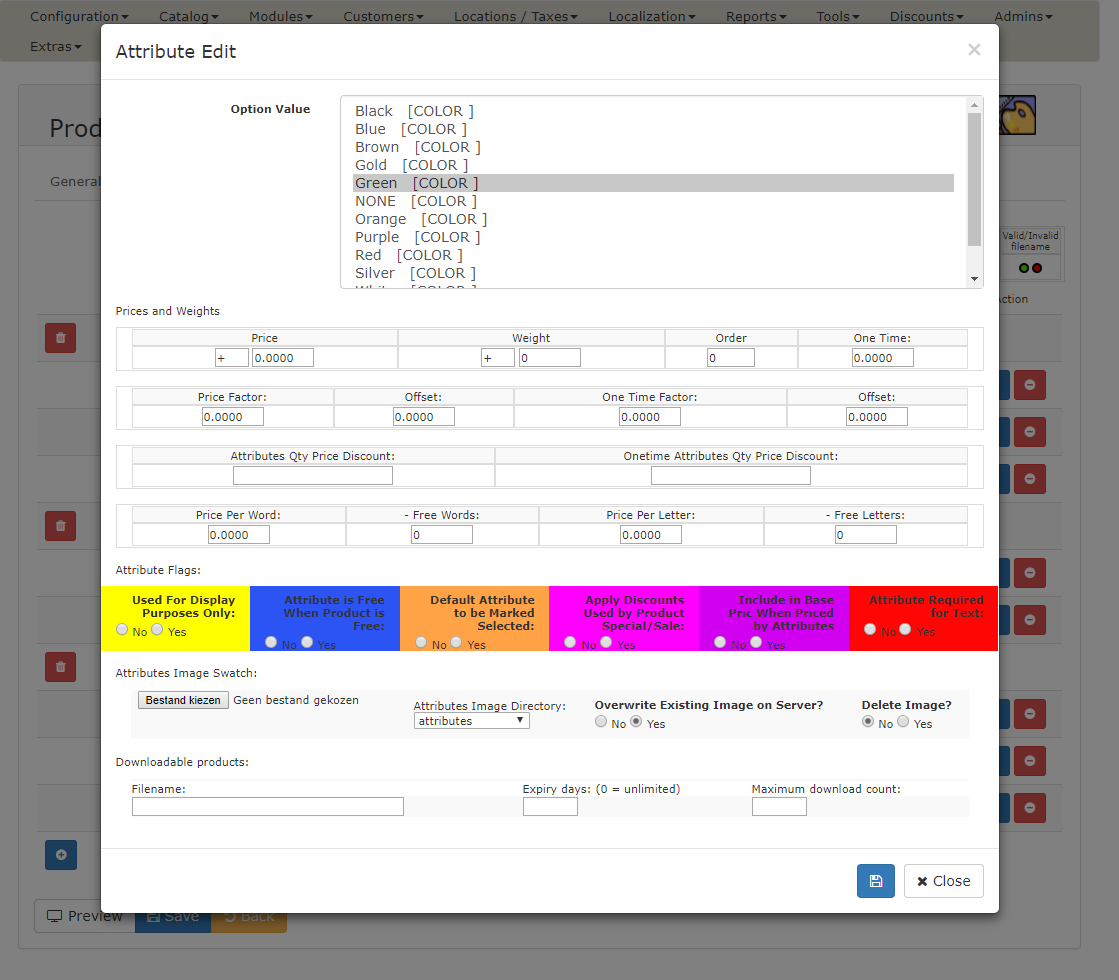 Configuration Catalog Modules Customers Locations / Taxes Localization Reports Tools Discounts Admins
Extras
Attribute Edit ×
Prod
General
Option Value
Black [COLOR ]
Blue [COLOR ]
Brown [COLOR ]
Gold [COLOR ]
Green [COLOR ]
NONE [COLOR ]
Orange [COLOR ]
Purple [COLOR ]
Red [COLOR ]
Silver [COLOR ]
Valid/Invalid
filename
ction
Prices and Weights
Price Weight Order One Time:
+ 0.0000 + 0 0 0.0000
Price Factor: Offset: One Time Factor: Offset:
0.0000 0.0000 0.0000 0.0000
Attributes Qty Price Discount: Onetime Attributes Qty Price Discount:
Price Per Word: - Free Words: Price Per Letter: - Free Letters:
0.0000 0 0.0000 0
Attribute Flags:
Used For Display
Purposes Only:
No Yes
Attribute is Free
When Product is
Free:
No Yes
Default Attribute
to be Marked
Selected:
No Yes
Apply Discounts
Used by Product
Special/Sale:
No Yes
Include in Base
Pric When Priced
by Attributes
No Yes
Attribute Required
for Text:
No Yes
Attributes Image Swatch:
Bestand kiezen Geen bestand gekozen
Attributes Image Directory:
attributes
Overwrite Existing Image on Server?
No Yes
Delete Image?
No Yes
Downloadable products:
Filename: Expiry days: (0 = unlimited) Maximum download count:
Close
Preview Save Back